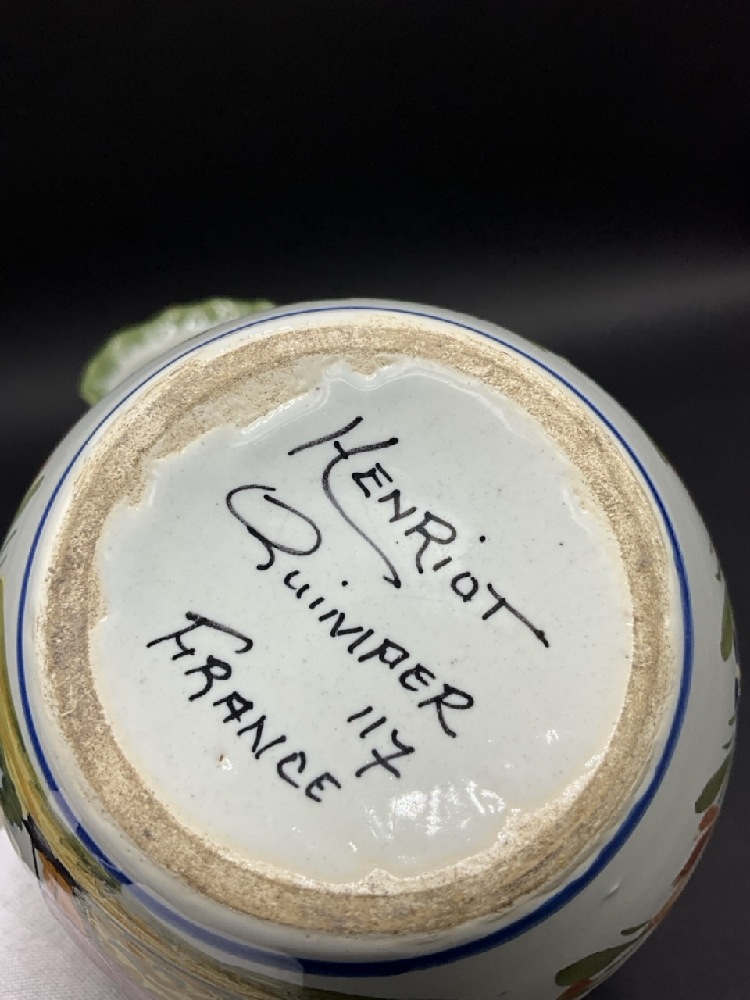 HENRIOT
QUIMPER
FRANCE 117